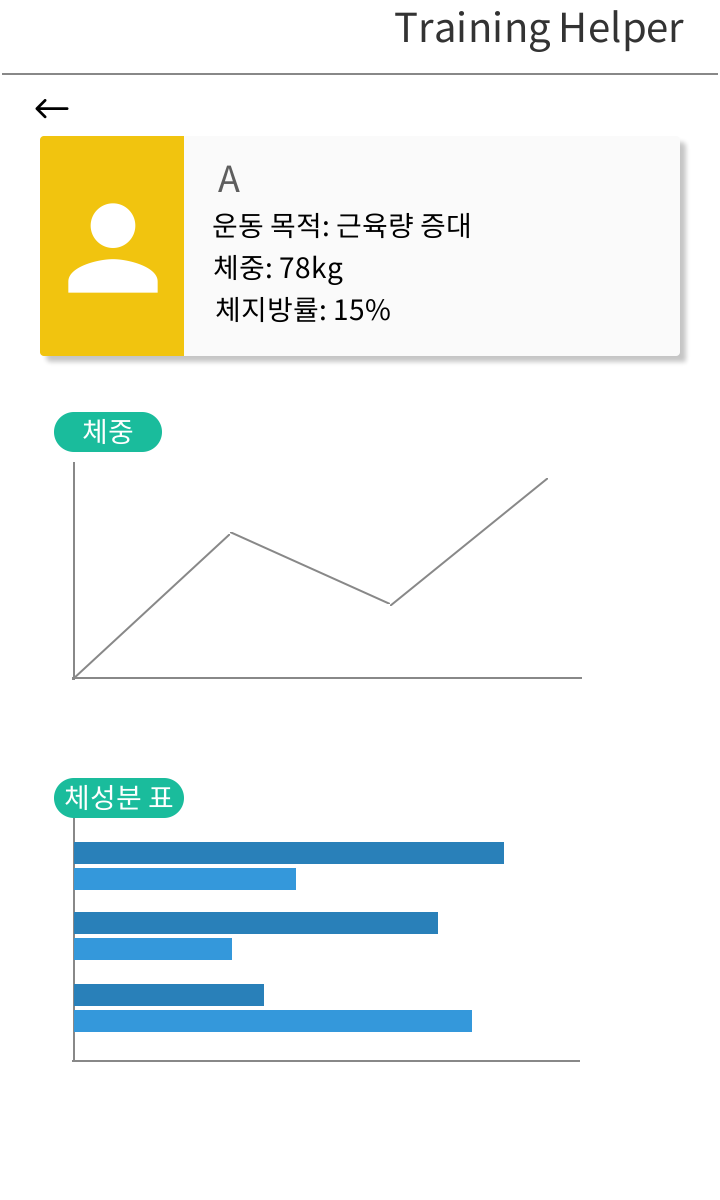 Training Helper
A
운동 목적: 근육량 증대
체중: 78kg
체지방률: 15%
체중
체성분 표